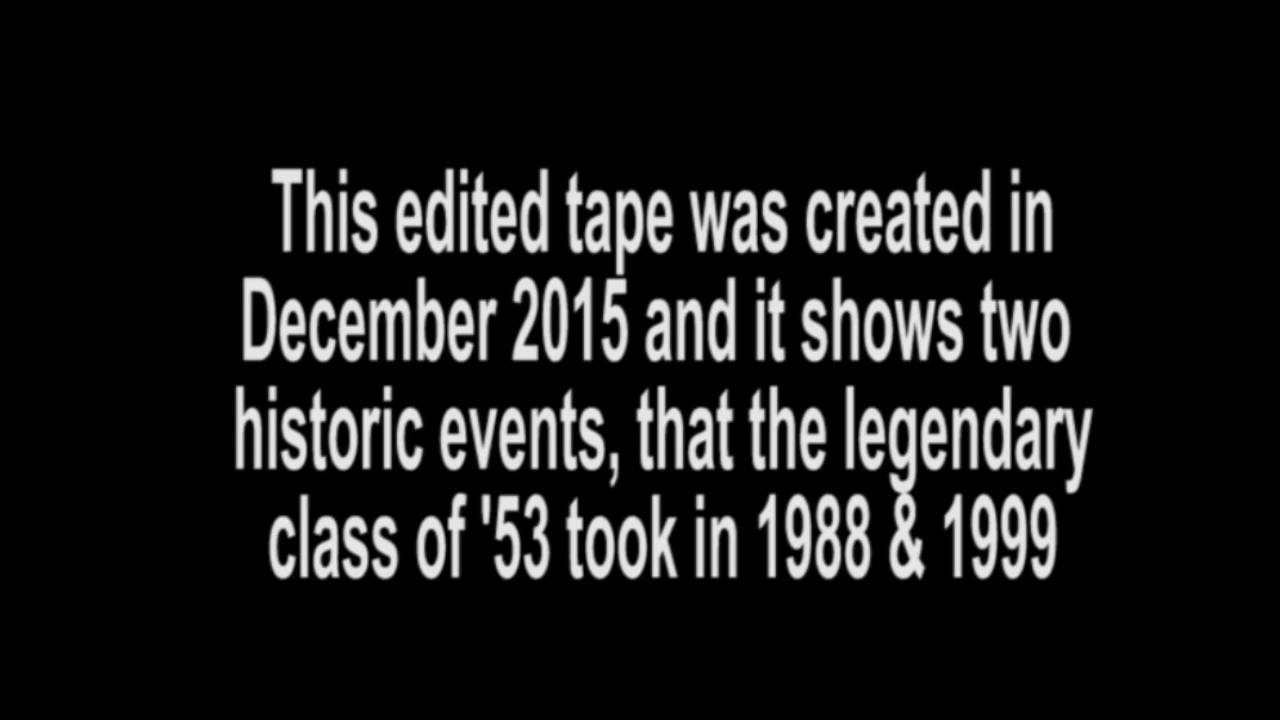 This edited tape was created in
December 2015 and it shows two
historic events, that the legendary
class of '53 took in 1988 & 1999